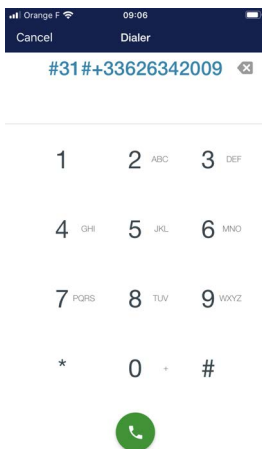 Orange F 09:06
Cancel Dialer
#31#+33626342009
1 2 ABC 3 DEF
4 GHI 5 JKL 6 MNO
7 PQRS 8 TUV 9 WXYZ
* 0 + #